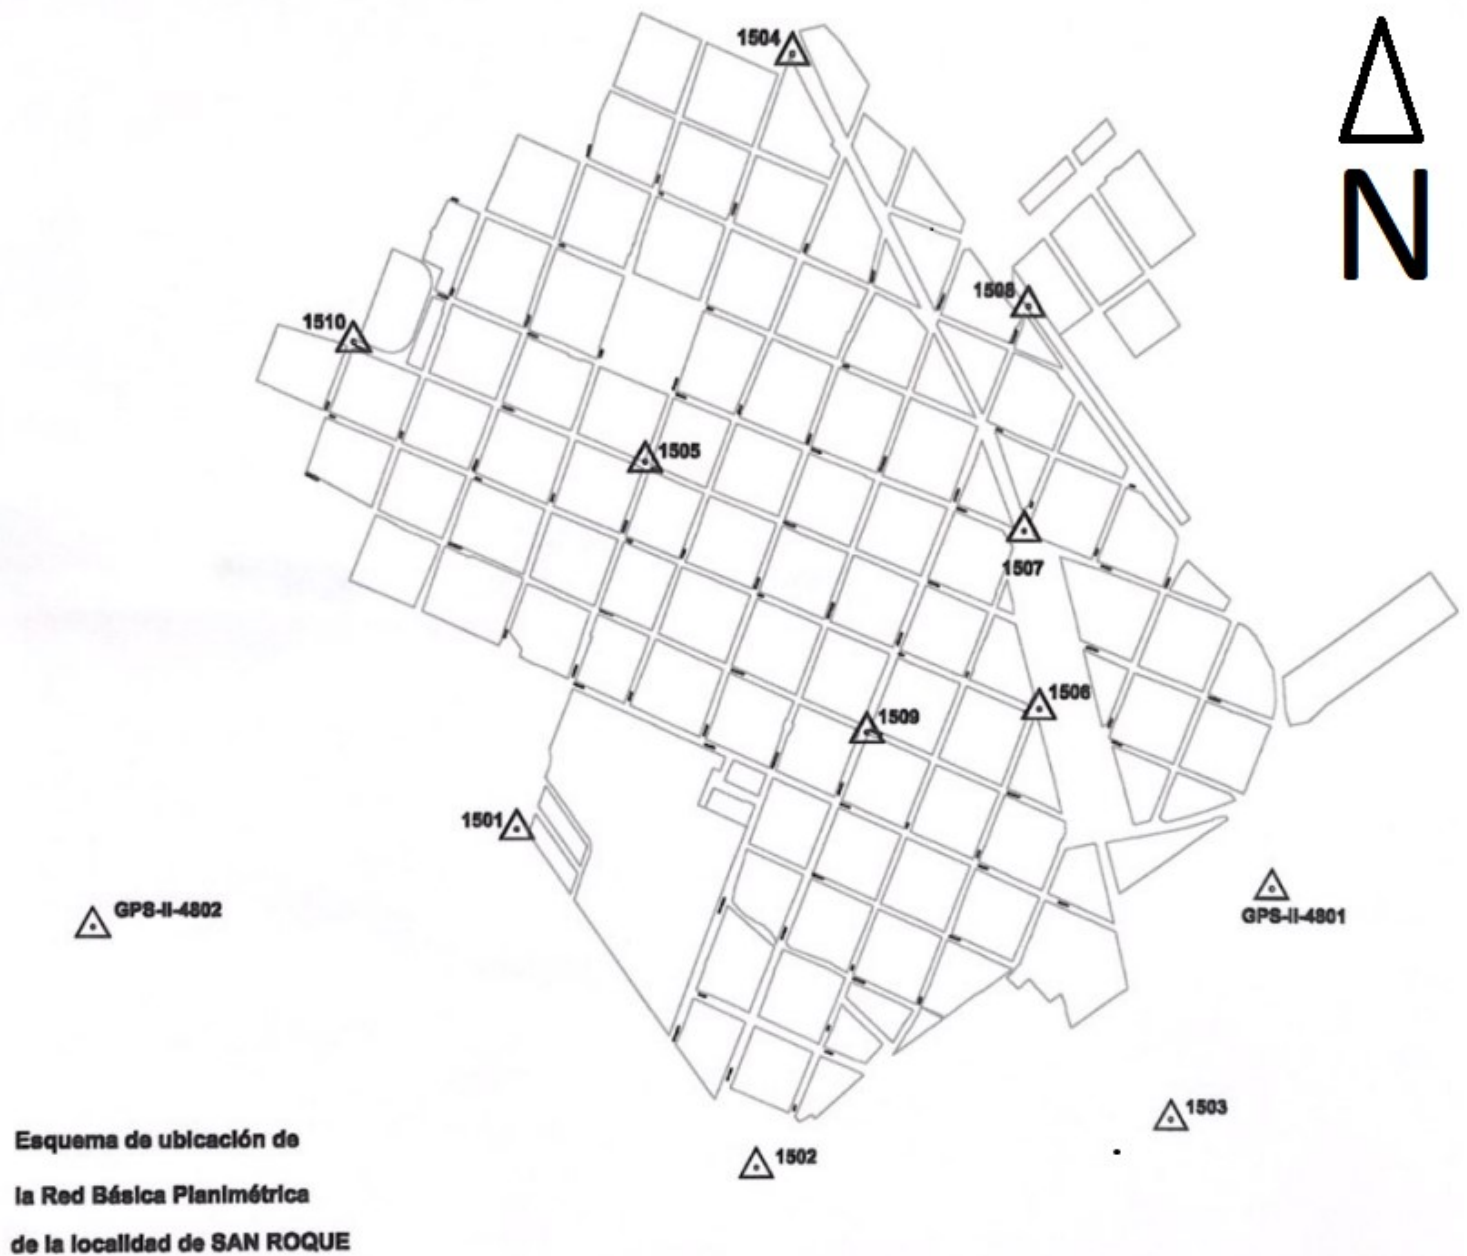 1504
N
1508
1510
1505
1507
1506
1509
1501
GPS-II-4802
GPS-II-4801
1503
1502
Esquema de ubicación de
la Red Básica Planimétrica
de la localidad de SAN ROQUE